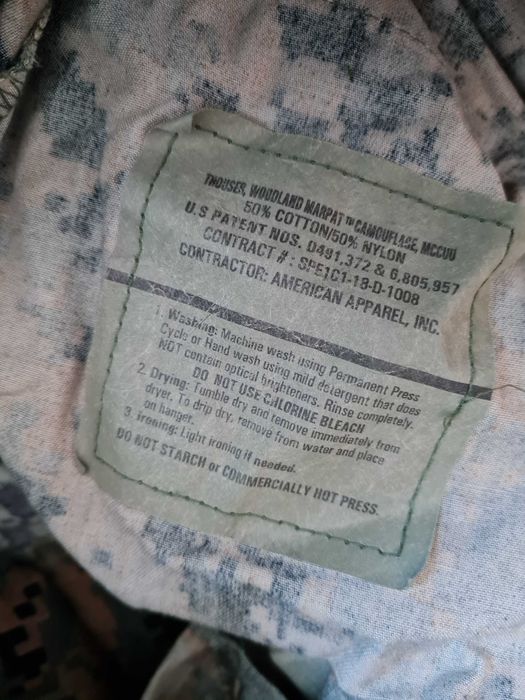 TROUSER, WOODLAND MARPAT ™ CAMOUFLAGE, MCCUU
50% COTTON/50% NYLON
U.S PATENT NOS. D491,372 & 6,805,957
CONTRACT # : SPE1C1-18-D-1008
CONTRACTOR: AMERICAN APPAREL, INC.
1. Washing: Machine wash using Permanent Press
Cycle or Hand wash using mild detergent that does
NOT contain optical brighteners. Rinse completely.
DO NOT USE CHLORINE BLEACH
2. Drying: Tumble dry and remove immediately from
dryer. To drip dry, remove from water and place
on hanger.
3. Ironing: Light ironing if needed.
DO NOT STARCH or COMMERCIALLY HOT PRESS.